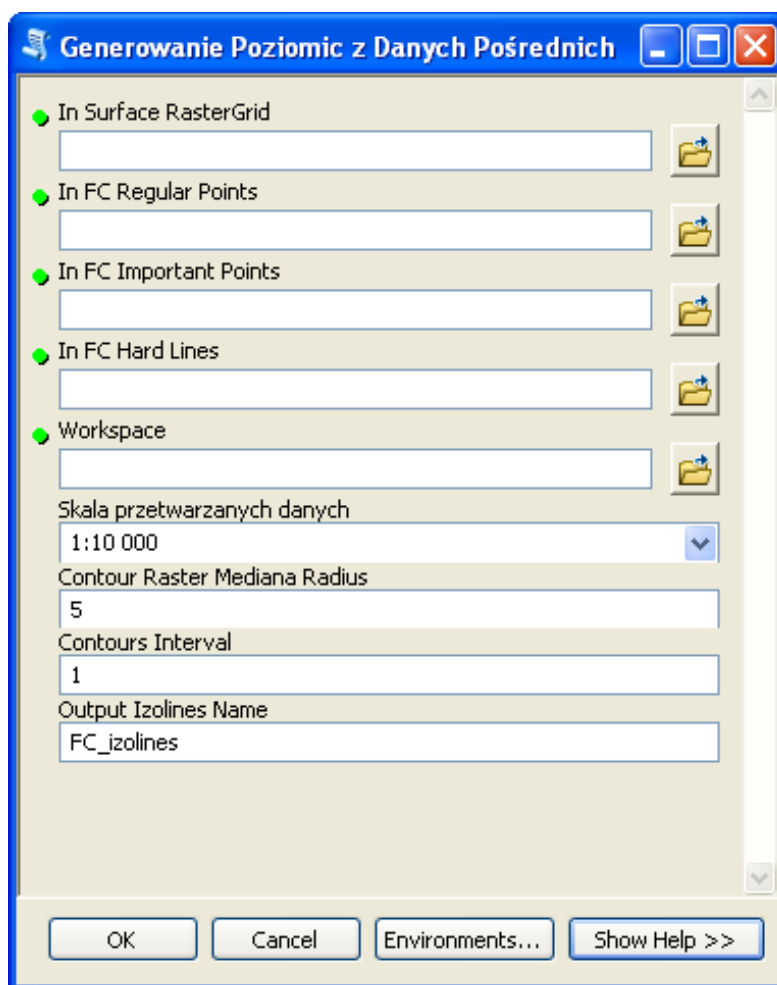 Generowanie Poziomic z Danych Pośrednich
In Surface RasterGrid
In FC Regular Points
In FC Important Points
In FC Hard Lines
Workspace
Skala przetwarzanych danych
1:10 000
Contour Raster Mediana Radius
5
Contours Interval
1
Output Izolines Name
FC_izolines
OK Cancel Environments... Show Help >>